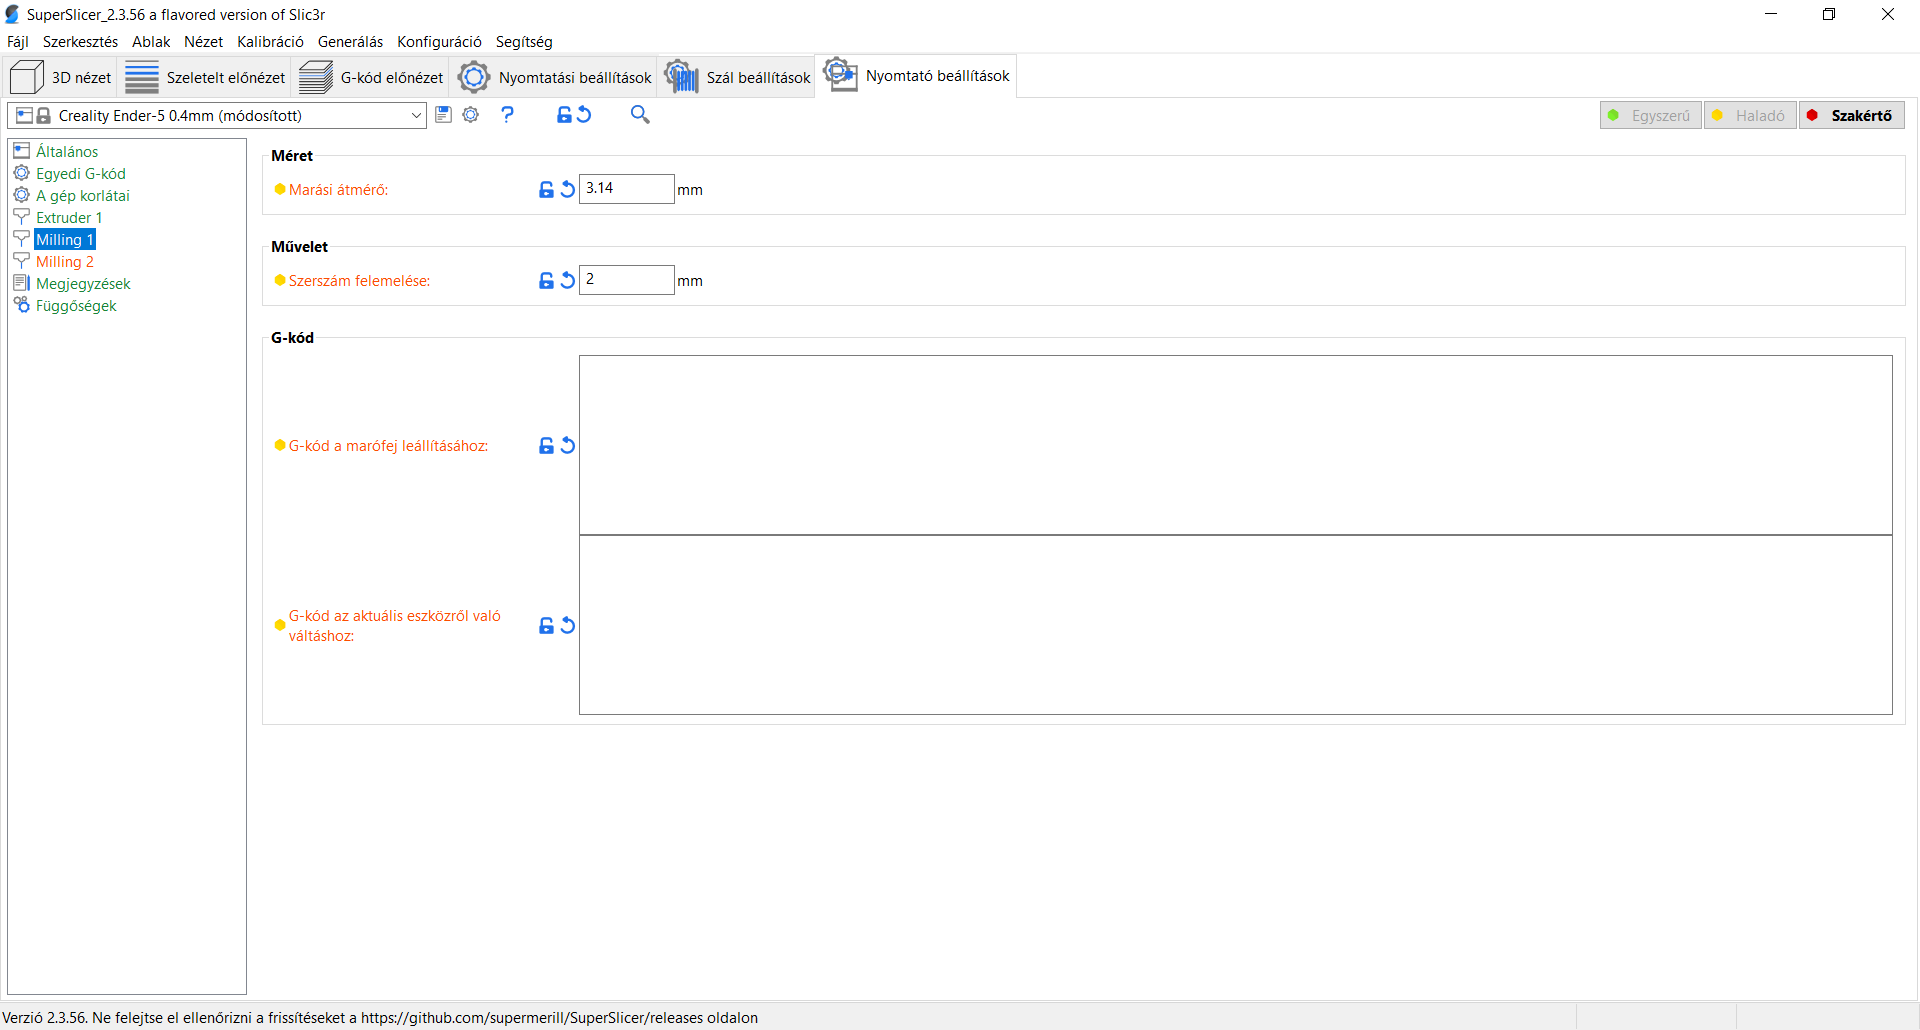 SuperSlicer_2.3.56 a flavored version of Slic3r
Fájl Szerkesztés Ablak Nézet Kalibráció Generálás Konfiguráció Segítség
3D nézet Szeletelt előnézet G-kód előnézet Nyomtatási beállítások Szál beállítások Nyomtató beállítások
Creality Ender-5 0.4mm (módosított) ? Egyszerű Haladó Szakértő
Általános
Egyedi G-kód
A gép korlátai
Extruder 1
Milling 1
Milling 2
Megjegyzések
Függőségek
Méret
Marási átmérő: 3.14 mm
Művelet
Szerszám felemelése: 2 mm
G-kód
G-kód a marófej leállításához:
G-kód az aktuális eszközről való
váltáshoz:
Verzió 2.3.56. Ne felejtse el ellenőrizni a frissítéseket a https://github.com/supermerill/SuperSlicer/releases oldalon